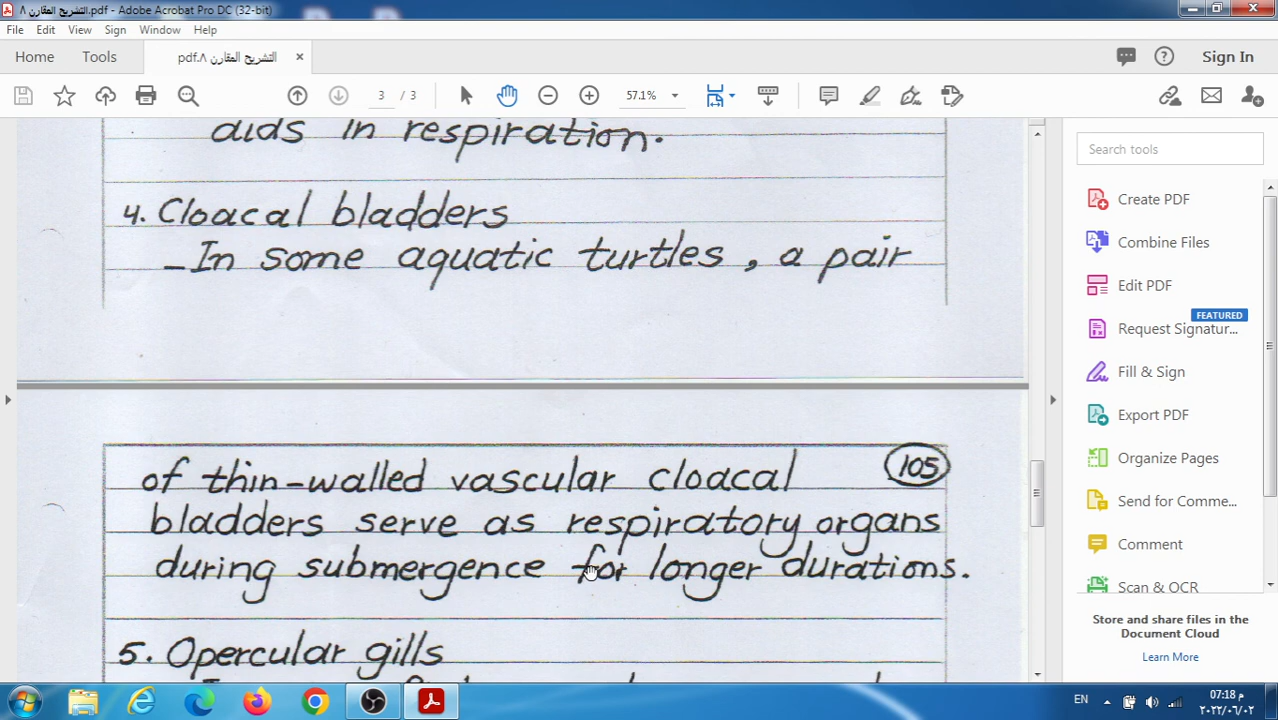 التشريح المقارن ٨.pdf - Adobe Acrobat Pro DC (32-bit)
File Edit View Sign Window Help
Home Tools التشريح المقارن ٨.pdf × Sign In
3 / 3 57.1%
aids in respiration.
4. Cloacal bladders
_In some aquatic turtles, a pair
105
of thin-walled vascular cloacal
bladders serve as respiratory organs
during submergence for longer durations.
5. Opercular gills
Search tools
Create PDF
Combine Files
Edit PDF
FEATURED
Request Signatur...
Fill & Sign
Export PDF
Organize Pages
Send for Comme...
Comment
Scan & OCR
Store and share files in the
Document Cloud
Learn More
EN
07:18 م
٢٠٢٢/٠٦/٠٢